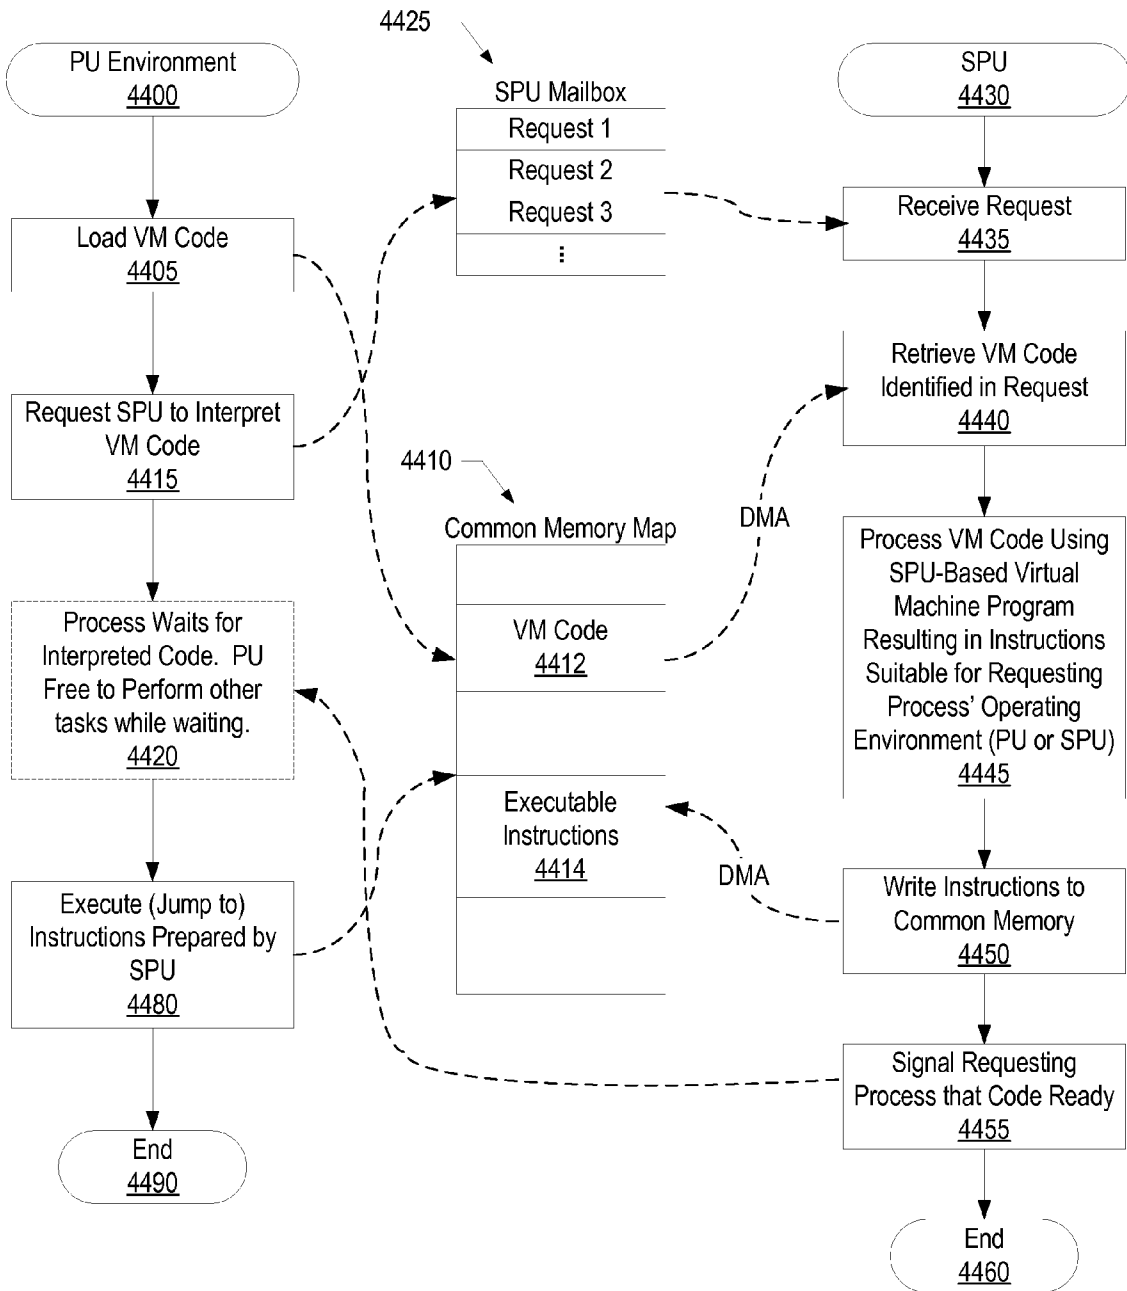 PU Environment
4400
Load VM Code
4405
Request SPU to Interpret
VM Code
4415
Process Waits for
Interpreted Code.  PU
Free to Perform other
tasks while waiting.
4420
Execute (Jump to)
Instructions Prepared by
SPU
4480
End
4490
4425
SPU Mailbox
Request 1
Request 2
Request 3
...
4410
Common Memory Map
VM Code
4412
Executable
Instructions
4414
DMA
DMA
SPU
4430
Receive Request
4435
Retrieve VM Code
Identified in Request
4440
Process VM Code Using
SPU-Based Virtual
Machine Program
Resulting in Instructions
Suitable for Requesting
Process' Operating
Environment (PU or SPU)
4445
Write Instructions to
Common Memory
4450
Signal Requesting
Process that Code Ready
4455
End
4460